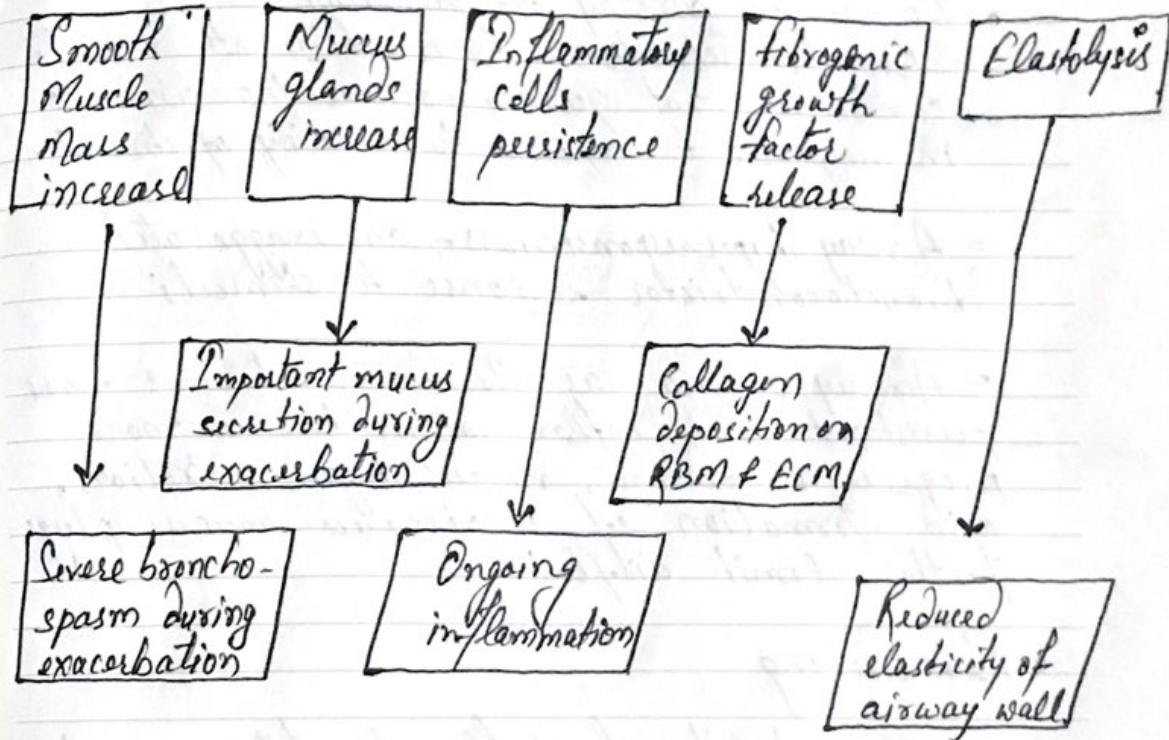 Smooth
Muscle
Mass
increase
Mucus
glands
increase
Inflammatory
cells
persistence
fibrogenic
growth
factor
release
Elastolysis
Important mucus
secretion during
exacerbation
Collagen
deposition on
RBM & ECM
Severe broncho-
spasm during
exacerbation
Ongoing
inflammation
Reduced
elasticity of
airway wall